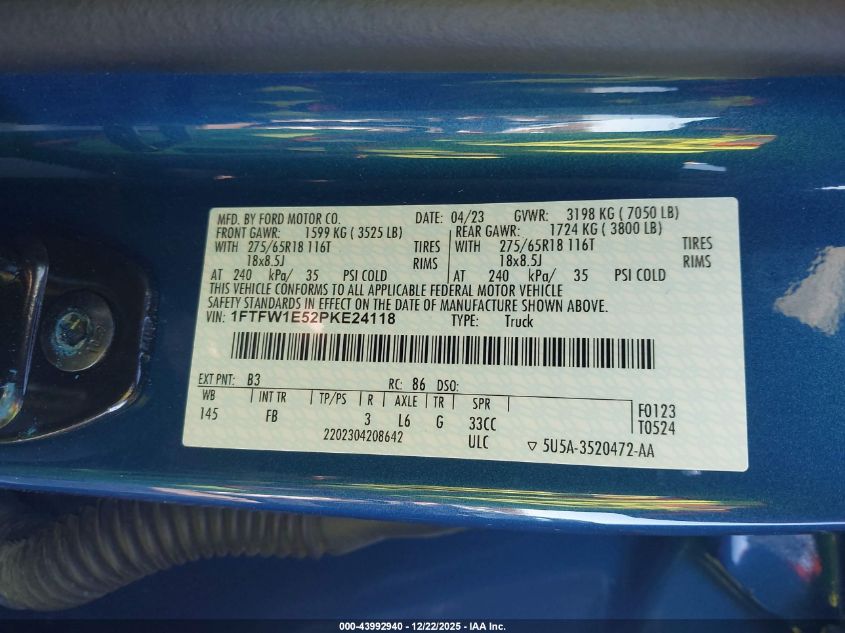 MFD. BY FORD MOTOR CO. DATE: 04/23 GVWR: 3198 KG ( 7050 LB)
FRONT GAWR: 1599 KG ( 3525 LB) REAR GAWR: 1724 KG ( 3800 LB)
WITH 275/65R18 116T TIRES WITH 275/65R18 116T TIRES
18x8.5J RIMS 18x8.5J RIMS
AT 240 kPa/ 35 PSI COLD AT 240 kPa/ 35 PSI COLD
THIS VEHICLE CONFORMS TO ALL APPLICABLE FEDERAL MOTOR VEHICLE
SAFETY STANDARDS IN EFFECT ON THE DATE OF MANUFACTURE SHOWN ABOVE.
VIN: 1FTFW1E52PKE24118 TYPE: Truck
EXT PNT: B3 RC: 86 DSO:
WB INT TR TP/PS R AXLE TR SPR
145 FB 3 L6 G 33CC
F0123
T0524
2202304208642 ULC 5U5A-3520472-AA
000-43992940 - 12/22/2025 - IAA Inc.